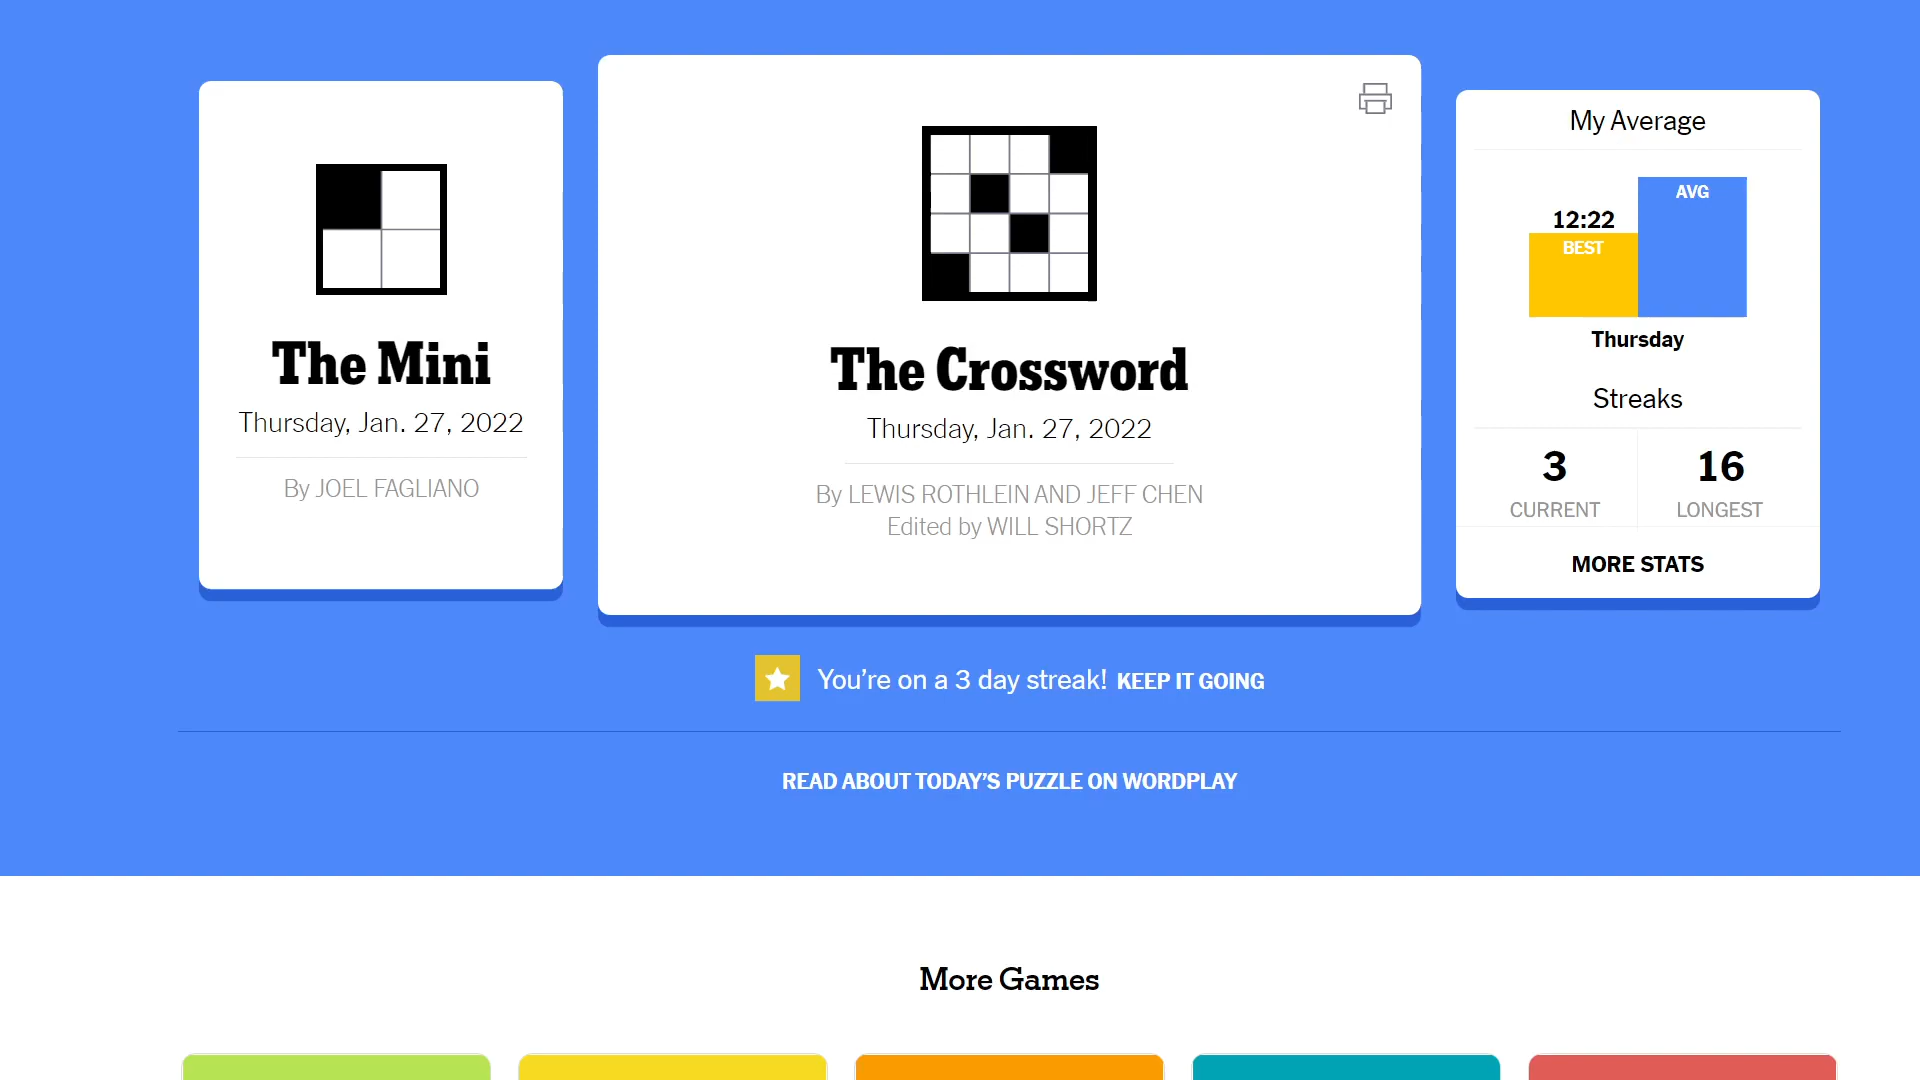 The Mini
Thursday, Jan. 27, 2022
By JOEL FAGLIANO
The Crossword
Thursday, Jan. 27, 2022
By LEWIS ROTHLEIN AND JEFF CHEN
Edited by WILL SHORTZ
My Average
AVG
12:22
BEST
Thursday
Streaks
3
CURRENT
16
LONGEST
MORE STATS
You’re on a 3 day streak! KEEP IT GOING
READ ABOUT TODAY’S PUZZLE ON WORDPLAY
More Games